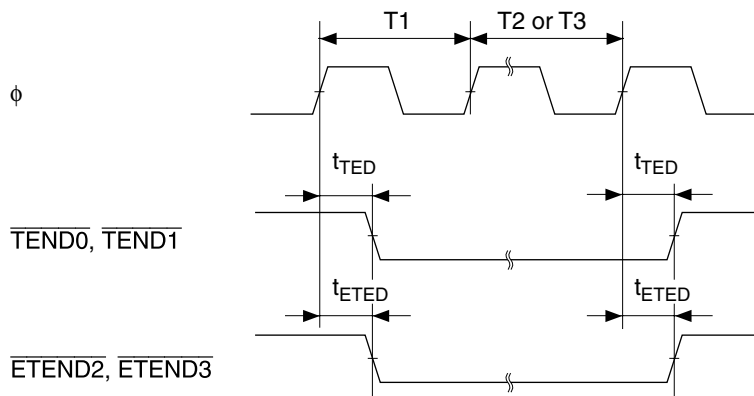 T1 T2 or T3
ϕ
tTED tTED
TEND0, TEND1
tETED tETED
ETEND2, ETEND3